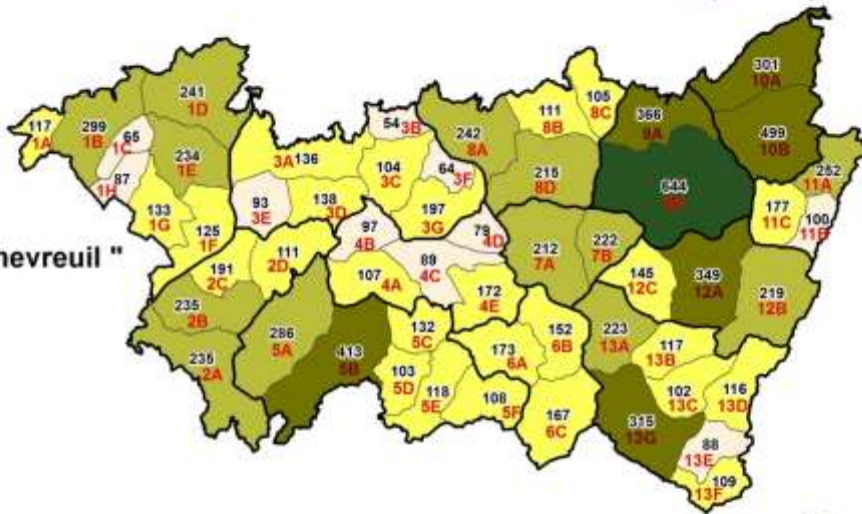 301
10A
241
1D
117
1A
299
1B
65
1C
234
1E
87
1H
133
1G
125
1F
54
3B
242
8A
111
8B
105
8C
366
9A
499
10B
3A 136
104
3C
64
3F
215
8D
644
252
11A
177
11C
100
93
3E
138
3D
197
3G
hevreuil "
97
4B
79
4D
212
7A
222
7B
191
2C
111
2D
89
4C
107
4A
172
4E
145
12C
349
12A
219
12B
235
2B
286
5A
413
5B
132
5C
152
6B
223
13A
117
13B
235
2A
103
5D
118
5E
173
6A
108
5F
167
6C
102
13C
116
13D
315
13G
88
13E
109
13F